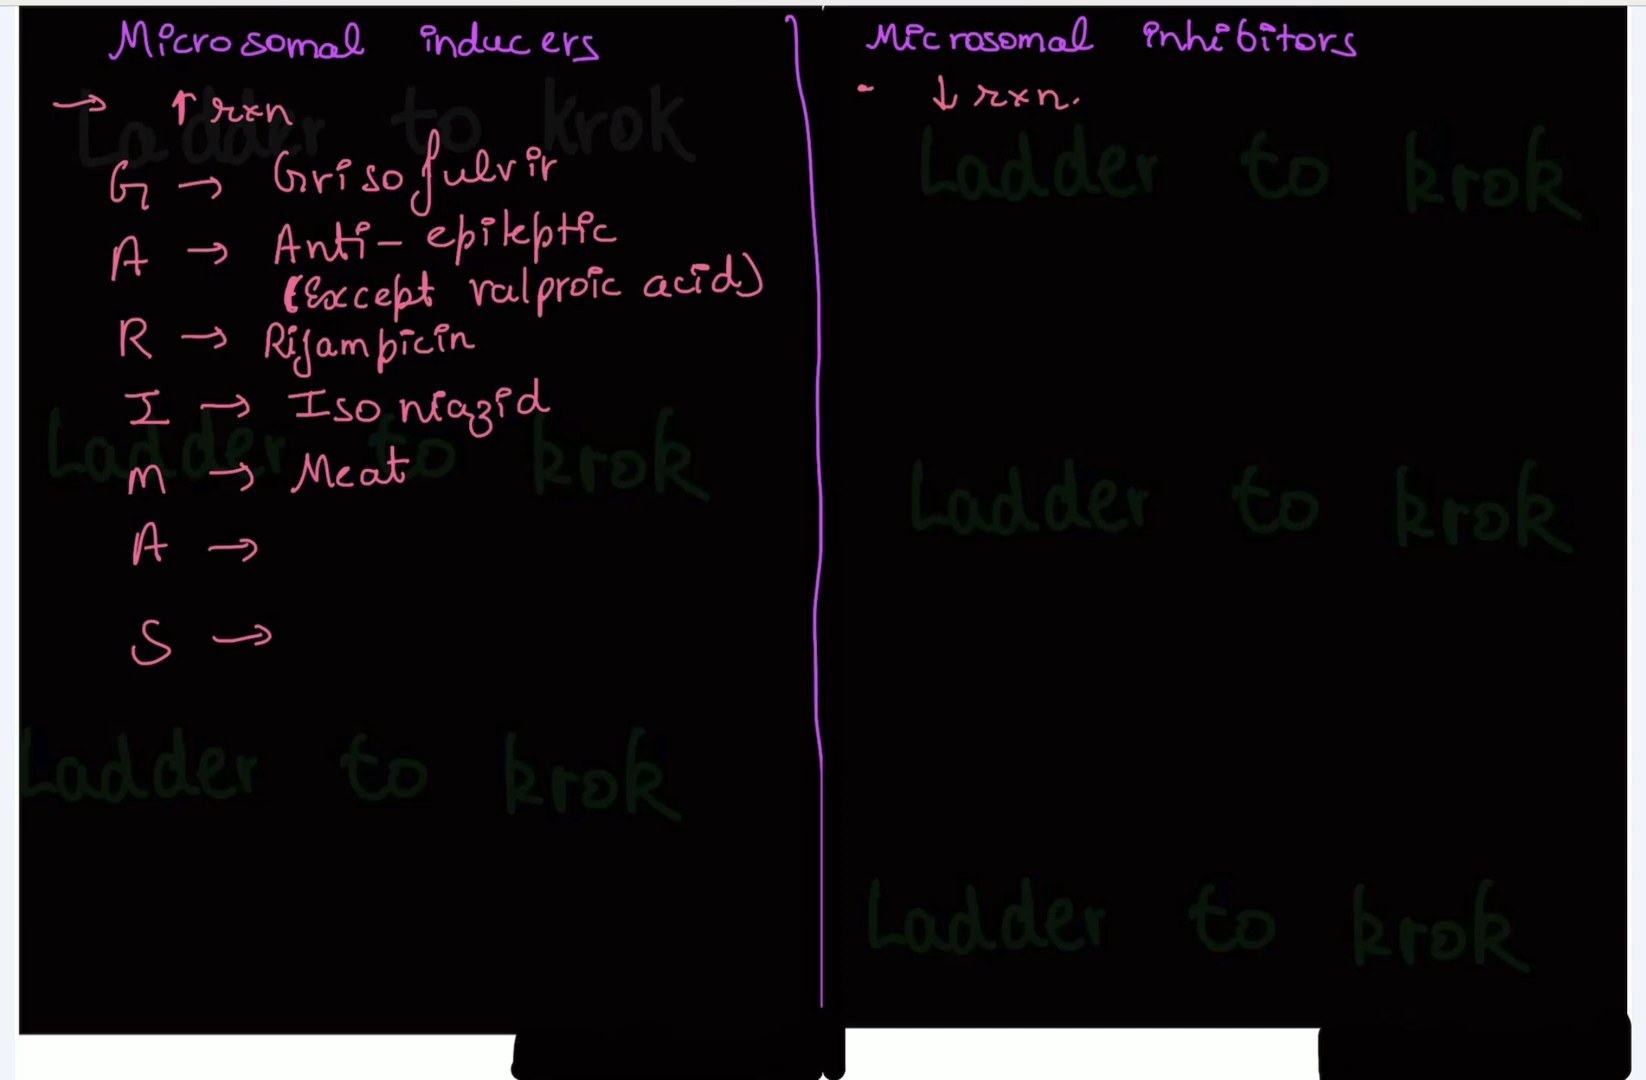 Microsomal inducers
→ ↑ rxn
G → Grisofulvir
A → Anti-epileptic
(Except valproic acid)
R → Rifampicin
I → Isoniazid
M → Meat
A →
S →
Microsomal inhibitors
- ↓ rxn.
Ladder to krok
Ladder to krok
Ladder to krok
Ladder to krok
Ladder to krok
Ladder to krok